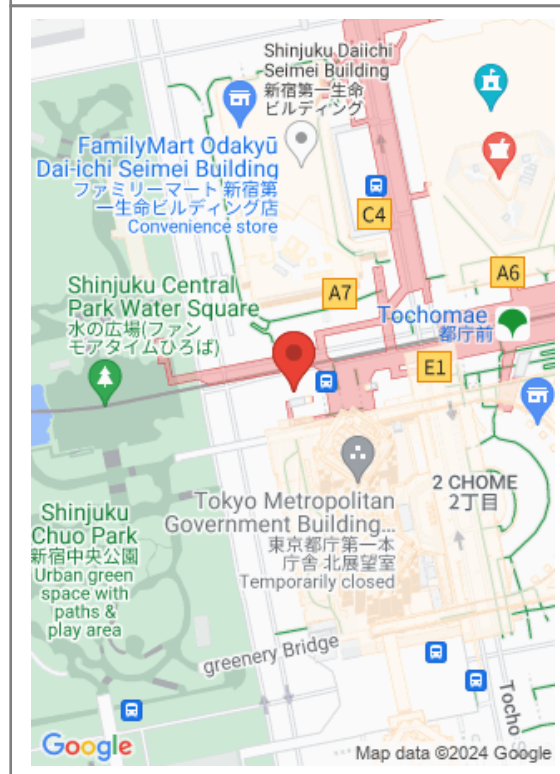 Shinjuku Daiichi
Seimei Building
新宿第一生命
ビルディング
FamilyMart Odakyū
Dai-ichi Seimei Building
ファミリーマート 新宿第
一生命ビルディング店
Convenience store
C4
A6
A7
Shinjuku Central
Park Water Square
水の広場(ファン
モアタイムひろば)
Tochomae
都庁前
E1
2 CHOME
2丁目
Tokyo Metropolitan
Government Building...
東京都庁第一本
庁舎 北展望室
Temporarily closed
Shinjuku
Chuo Park
新宿中央公園
Urban green
space with
paths &
play area
greenery Bridge
Tocho
Google
Map data ©2024 Google